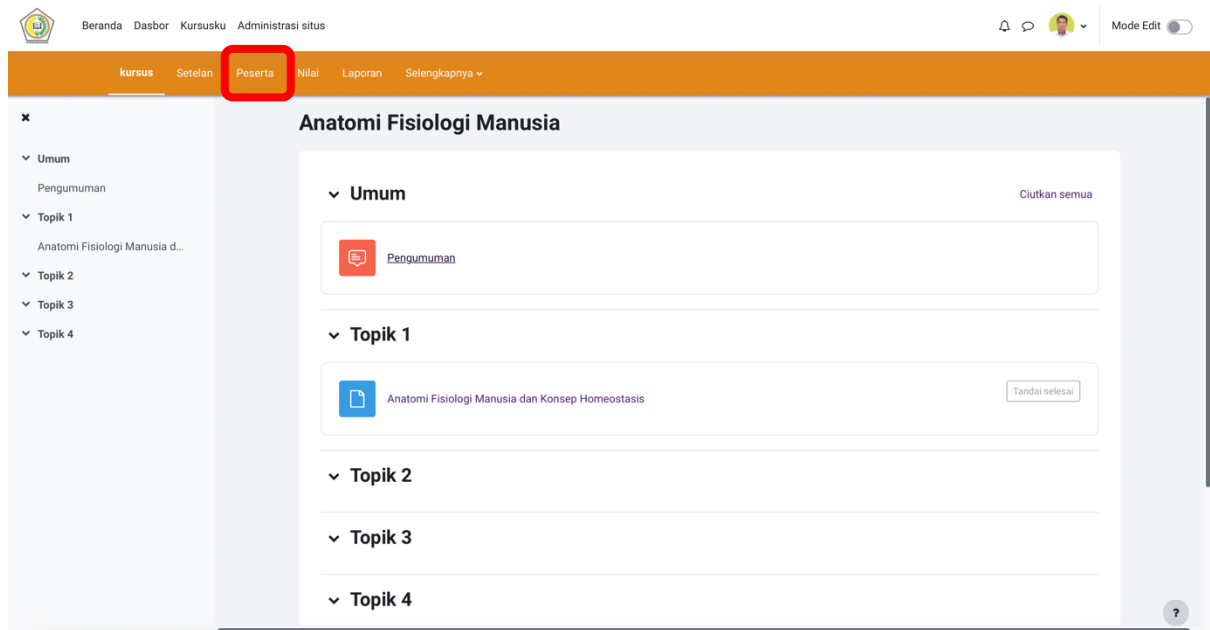 Beranda Dasbor Kursusku Administrasi situs Mode Edit
kursus Setelan Peserta Nilai Laporan Selengkapnya
Anatomi Fisiologi Manusia
Umum
Pengumuman
Topik 1
Anatomi Fisiologi Manusia d...
Topik 2
Topik 3
Topik 4
Umum Ciutkan semua
Pengumuman
Topik 1
Anatomi Fisiologi Manusia dan Konsep Homeostasis Tandai selesai
Topik 2
Topik 3
Topik 4
?